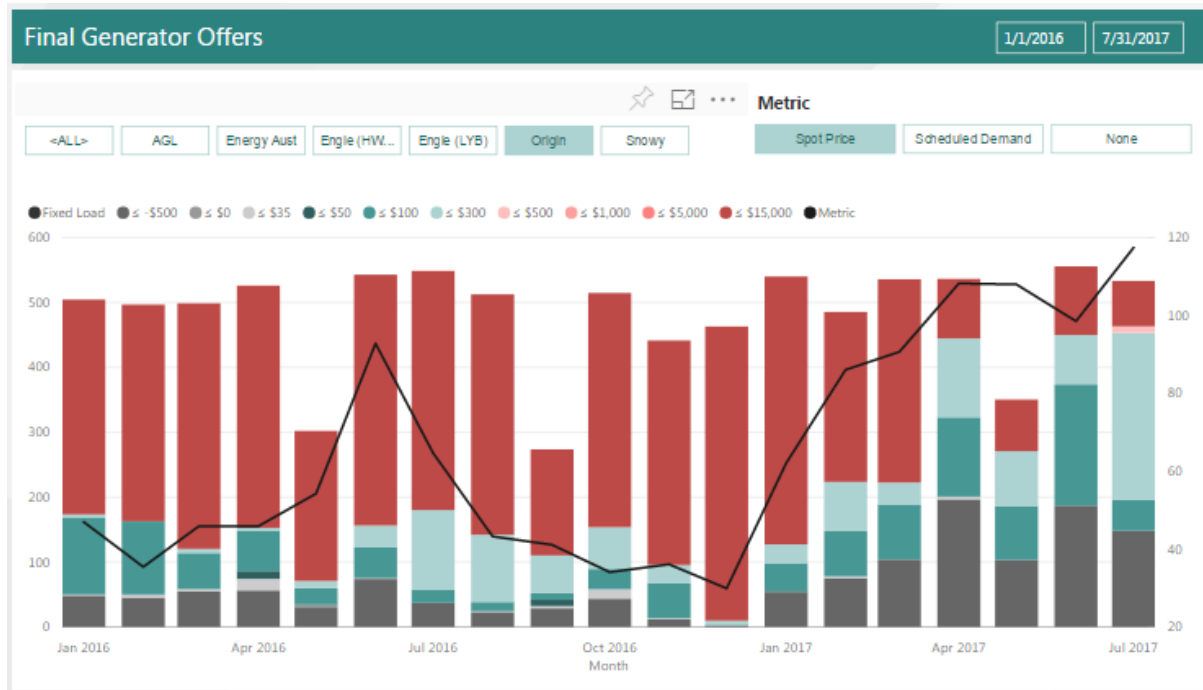 Final Generator Offers
1/1/2016
7/31/2017
Metric
<ALL>
AGL
Energy Aust
Engie (HW...
Engie (LYB)
Origin
Snowy
Spot Price
Scheduled Demand
None
Fixed Load ≤ -$500 ≤ $0 ≤ $35 ≤ $50 ≤ $100 ≤ $300 ≤ $500 ≤ $1,000 ≤ $5,000 ≤ $15,000 Metric
600
500
400
300
200
100
0
120
100
80
60
40
20
Jan 2016
Apr 2016
Jul 2016
Oct 2016
Jan 2017
Apr 2017
Jul 2017
Month